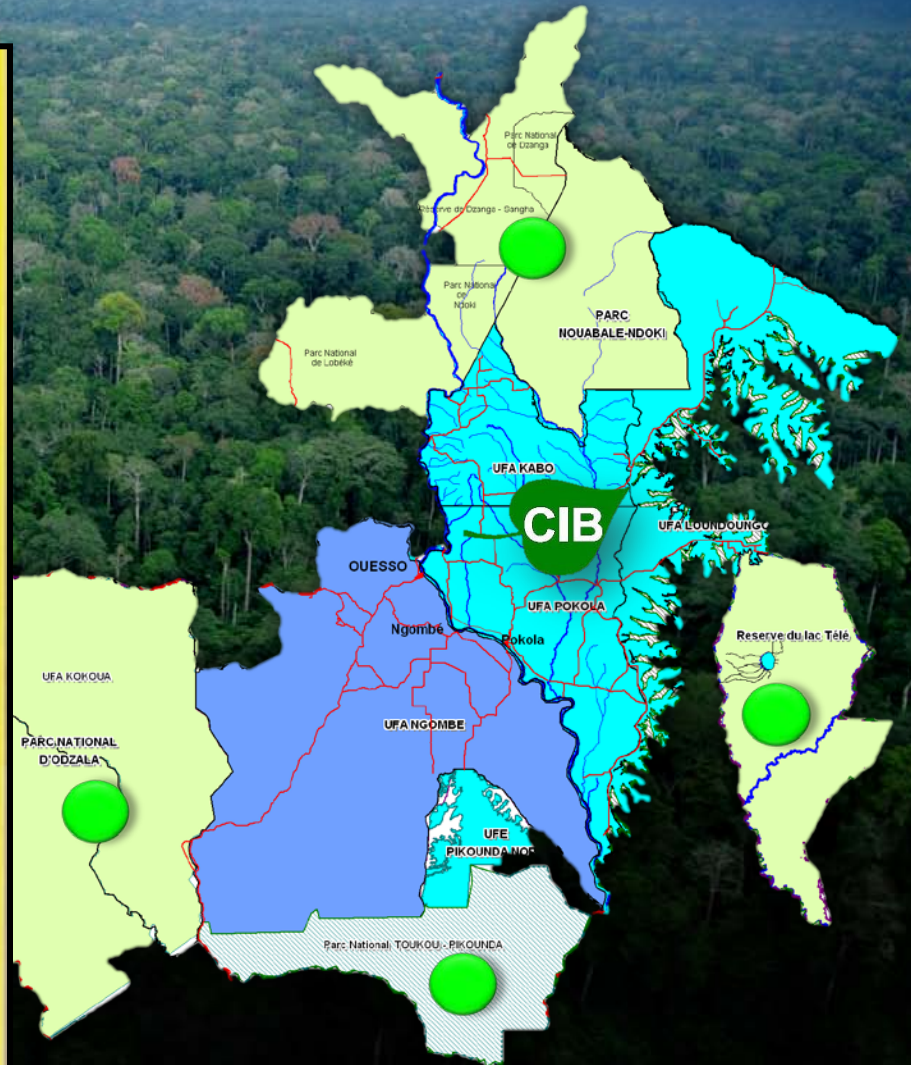 Parc National
de Dzanga
Réserve de Dzanga - Sangha
Parc National
de
Ndoki
PARC
NOUABALE-NDOKI
Parc National
de Lobéké
UFA KABO
CIB
UFA LOUNDOUNGO
OUESSO
UFA POKOLA
Ngombé
Pokola
Reserve du lac Télé
UFA KOKOUA
UFA NGOMBE
PARC NATIONAL
D'ODZALA
UFE
PIKOUNDA NOR
Parc National TOUKOU - PIKOUNDA